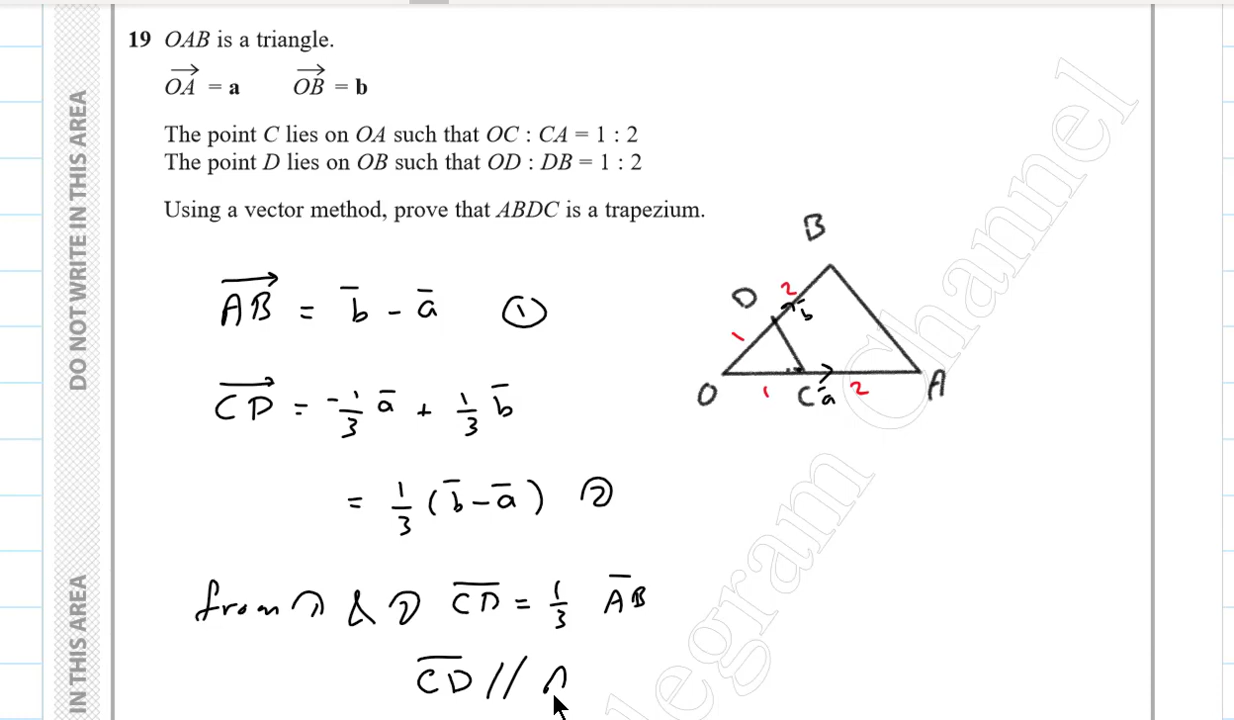 19 OAB is a triangle.
OA = a OB = b
The point C lies on OA such that OC : CA = 1 : 2
The point D lies on OB such that OD : DB = 1 : 2
Using a vector method, prove that ABDC is a trapezium.
B
D 2 b
1
O 1 C a 2 A
AB = b̅ - a̅ ①
CD = -1/3 a̅ + 1/3 b̅
= 1/3 (b̅ - a̅) ②
from 1 & 2 CD = 1/3 AB
CD // A
DO NOT WRITE IN THIS AREA
IN THIS AREA
legram Channel